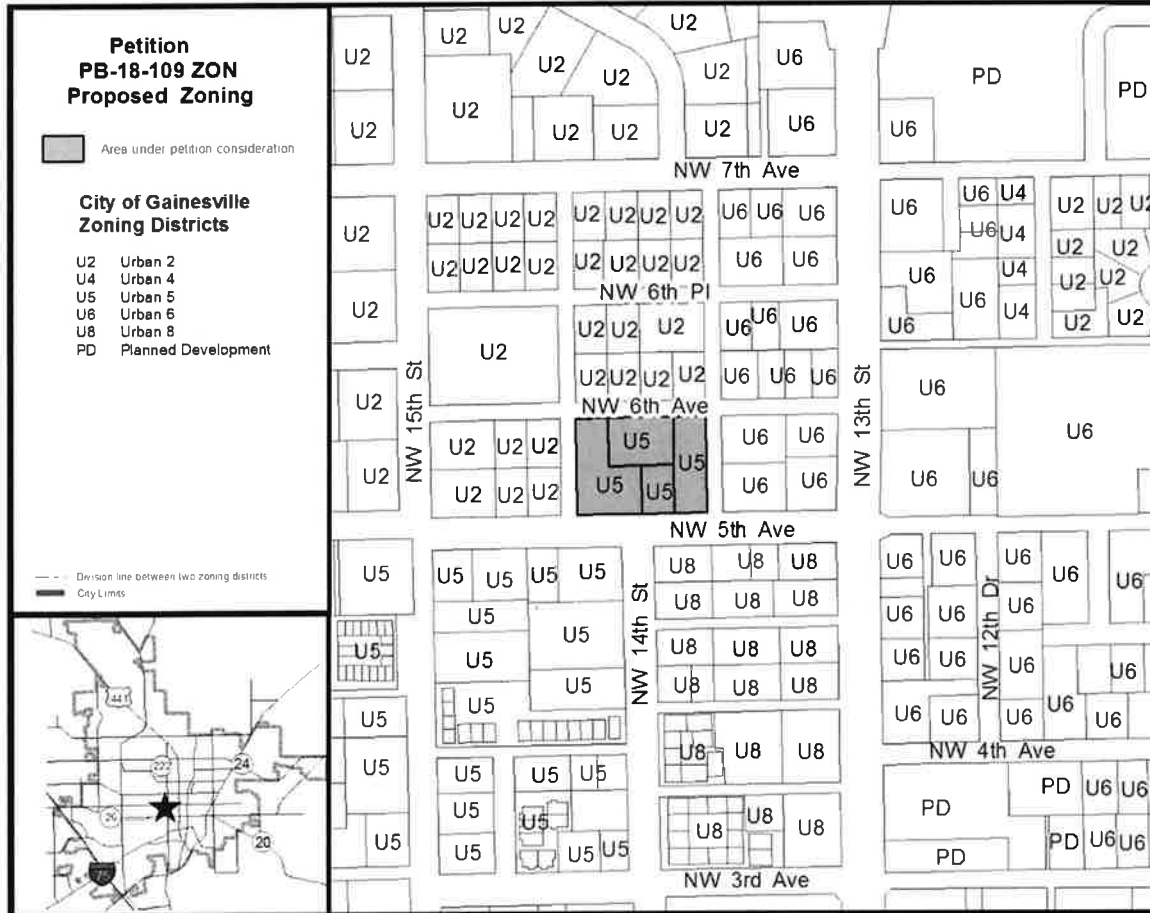 Petition
PB-18-109 ZON
Proposed Zoning
Area under petition consideration
City of Gainesville
Zoning Districts
U2 Urban 2
U4 Urban 4
U5 Urban 5
U6 Urban 6
U8 Urban 8
PD Planned Development
Division line between two zoning districts
City Limits
441
222
24
26
20
75
U2 U2 U2 U2 U6 PD PD
U2 U2
U2 U2 U2 U2 U2 U2 U6 U6
NW 7th Ave
U2 U2 U2 U2 U2 U2 U2 U2 U2 U6 U6 U6 U6 U6 U4 U2 U2 U2
U6 U4
U2 U2 U2 U2 U2 U2 U2 U2 U6 U6 U2 U2
NW 6th Pl
U6 U6 U4 U2 U2
U2 U2 U2 U2 U6 U6 U6 U6 U4 U2 U2
U2
U2 U2 U2 U2 U2 U6 U6 U6 U6
NW 15th St
NW 6th Ave
NW 13th St
U2 U2 U2 U2 U5 U5 U6 U6 U6
U2 U2 U2 U5 U5 U6 U6 U6 U6
NW 5th Ave
U5 U5 U5 U5 U5 U8 U8 U8 U6 U6 U6 U6 U6
U5 U5 U8 U8 U8 U6 U6 U6
NW 14th St
NW 12th Dr
U5 U5 U8 U8 U8 U6 U6 U6 U6
U5 U5 U8 U8 U8
U5 U6 U6 U6 U6 U6
NW 4th Ave
U5 U5 U5 U5 U8 U8 U8
U5 U5 PD PD U6 U6
U5 U5 U5 U5 U8 U8 U8 PD PD U6 U6
NW 3rd Ave